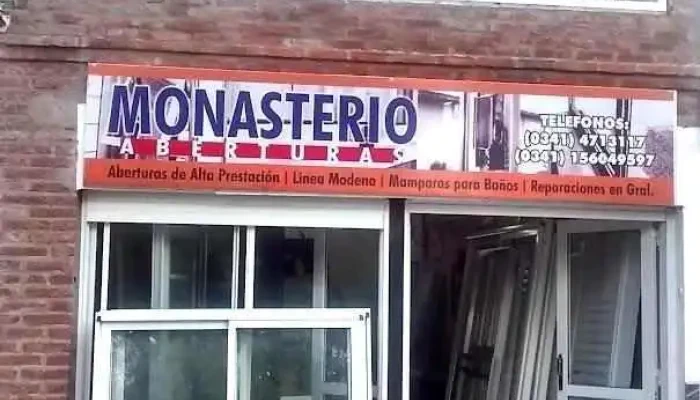 MONASTERIO
ABERTURAS
TELEFONOS:
(0341) 4713117
(0341) 156049597
Aberturas de Alta Prestación | Linea Modena | Mamparas para Baños | Reparaciones en Gral.